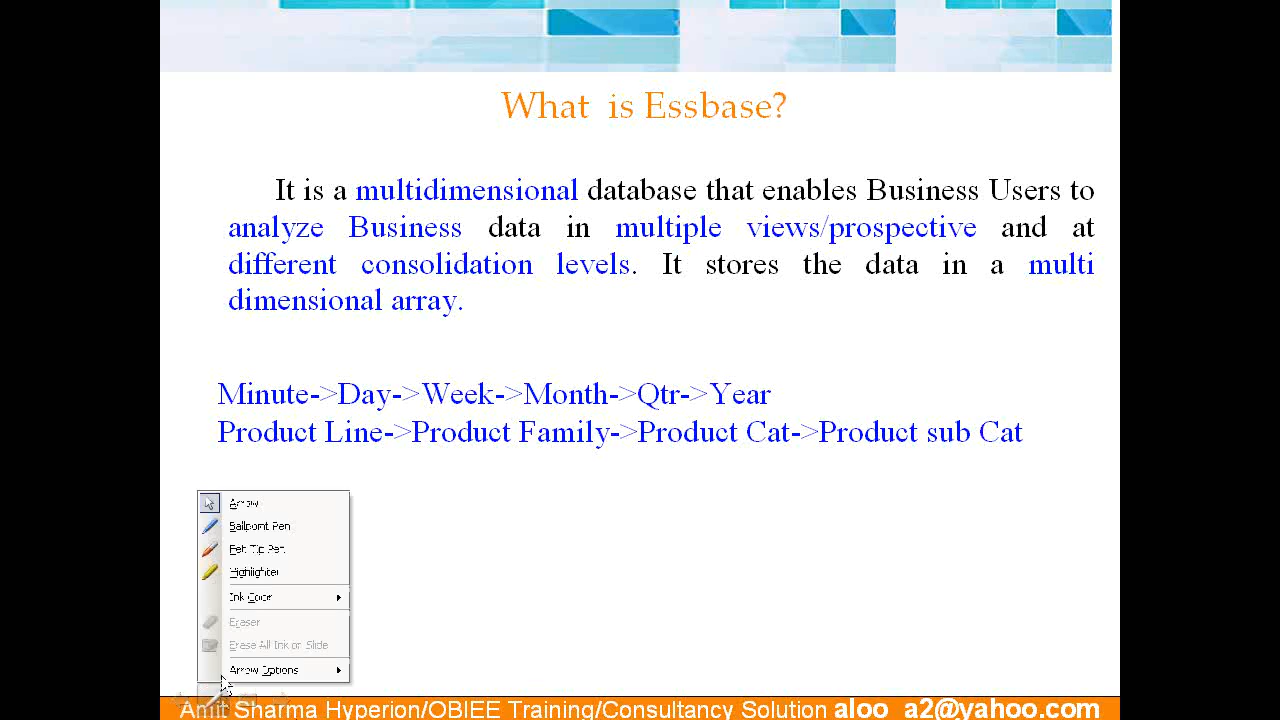 What is Essbase?
It is a multidimensional database that enables Business Users to
analyze Business data in multiple views/prospective and at
different consolidation levels. It stores the data in a multi
dimensional array.
Minute->Day->Week->Month->Qtr->Year
Product Line->Product Family->Product Cat->Product sub Cat
Arrow
Ballpoint Pen
Felt Tip Pen
Highlighter
Ink Color
Eraser
Erase All Ink on Slide
Arrow Options
Amit Sharma Hyperion/OBIEE Training/Consultancy Solution aloo_a2@yahoo.com